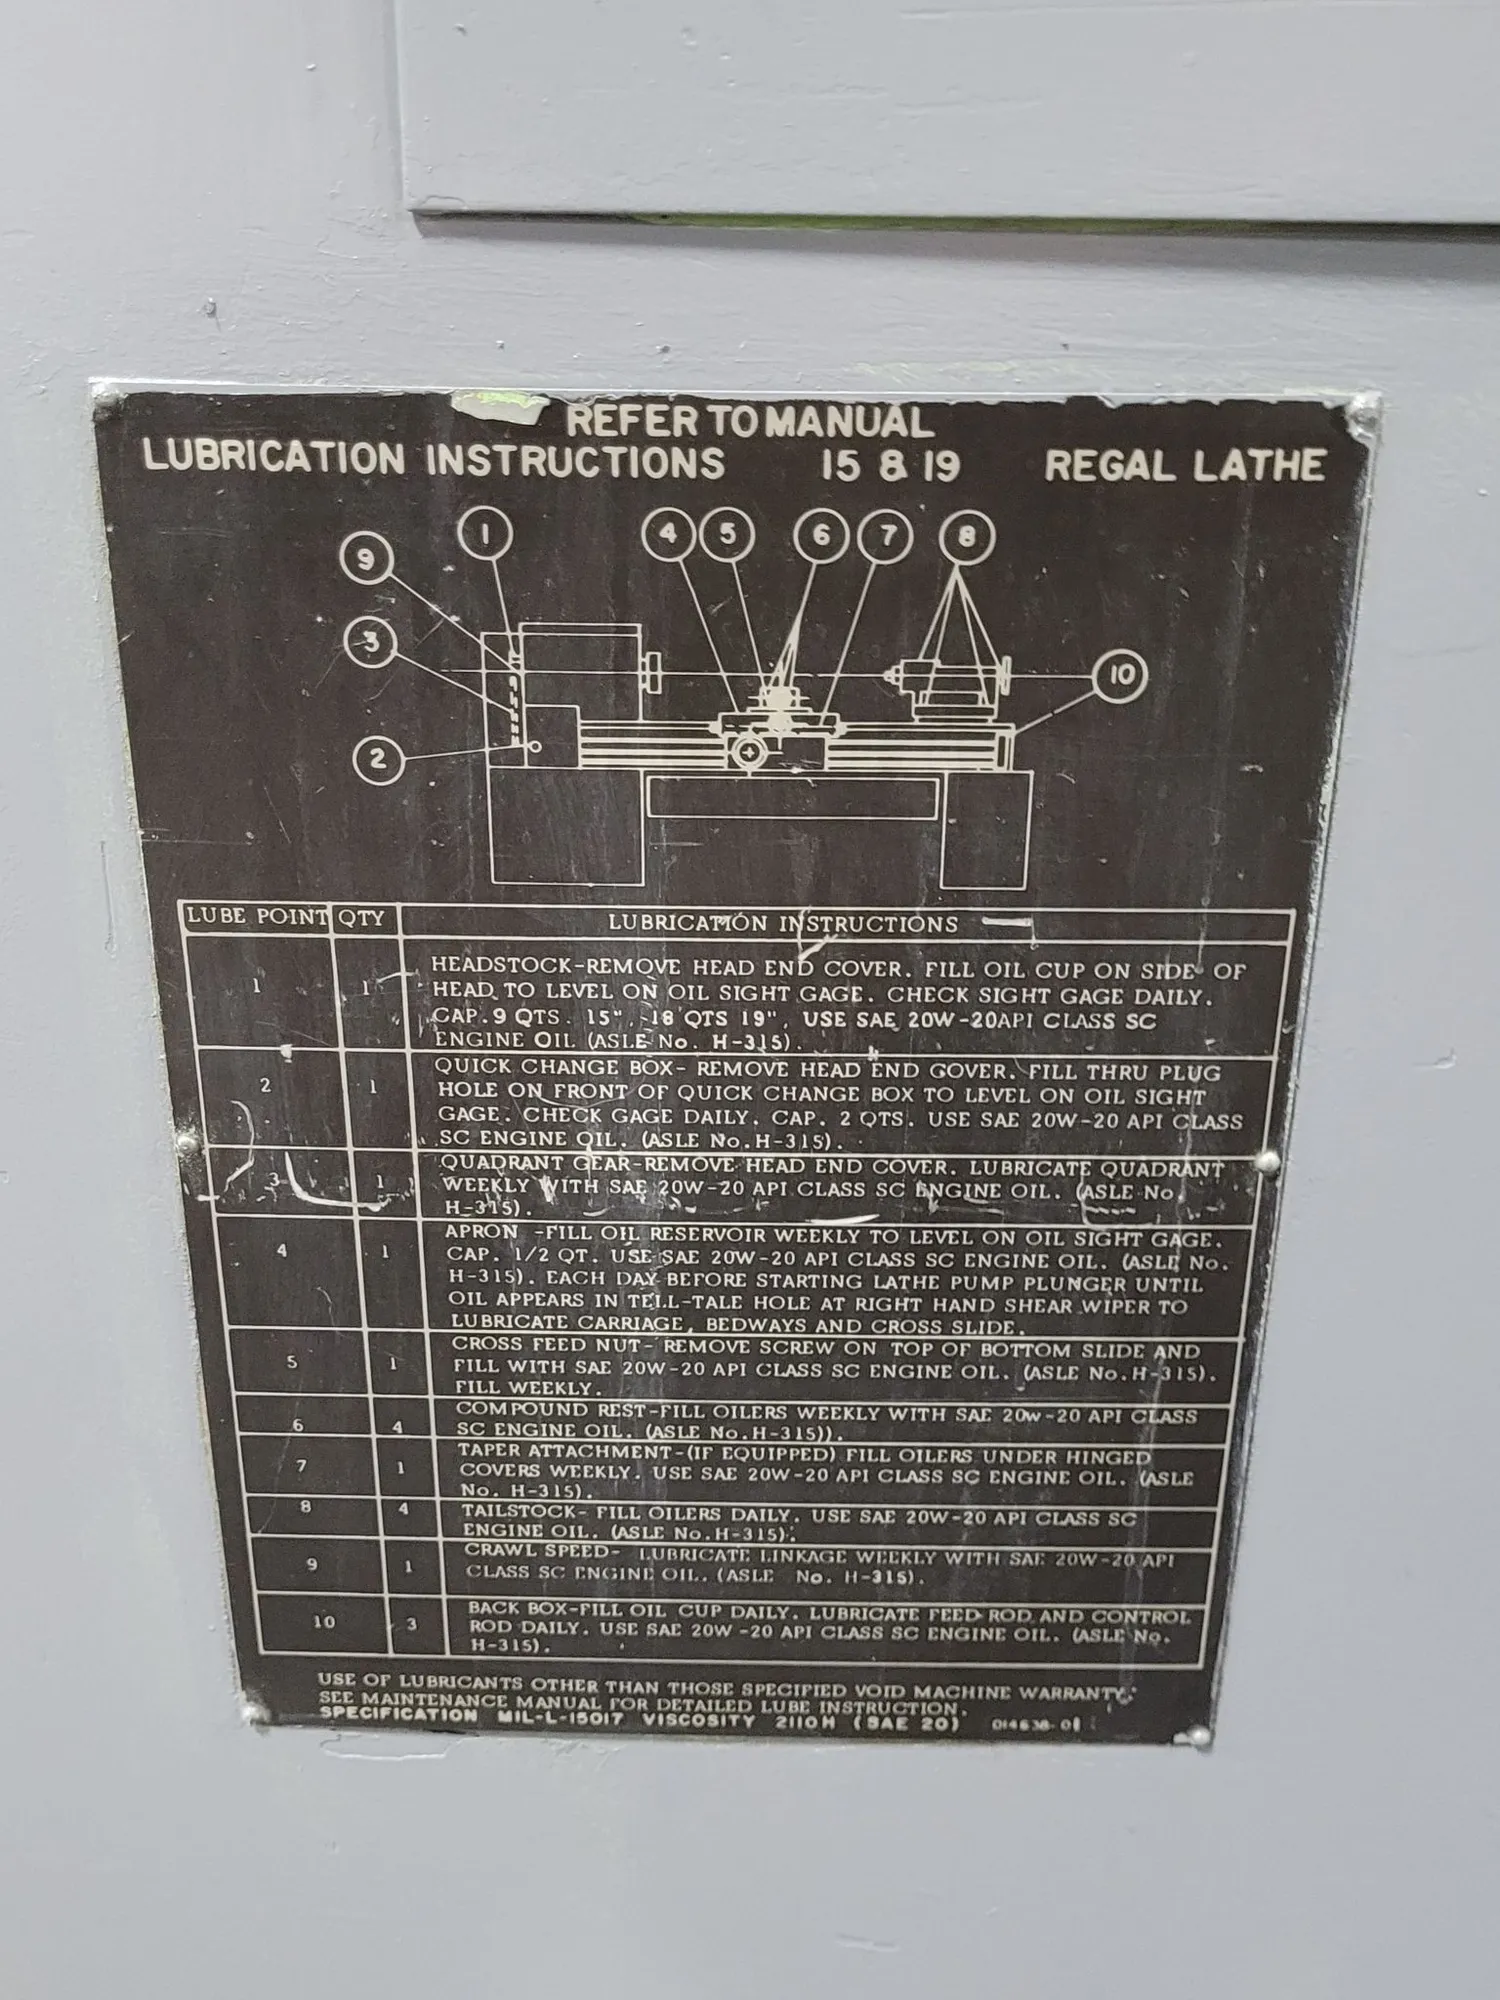 REFER TO MANUAL
LUBRICATION INSTRUCTIONS 15 & 19 REGAL LATHE
1 4 5 6 7 8
9
3
10
2
LUBE POINT QTY LUBRICATION INSTRUCTIONS
1 1 HEADSTOCK-REMOVE HEAD END COVER. FILL OIL CUP ON SIDE OF
HEAD TO LEVEL ON OIL SIGHT GAGE. CHECK SIGHT GAGE DAILY.
CAP. 9 QTS. 15", 18 QTS 19", USE SAE 20W-20API CLASS SC
ENGINE OIL (ASLE No. H-315).
2 1 QUICK CHANGE BOX- REMOVE HEAD END COVER. FILL THRU PLUG
HOLE ON FRONT OF QUICK CHANGE BOX TO LEVEL ON OIL SIGHT
GAGE. CHECK GAGE DAILY. CAP. 2 QTS. USE SAE 20W-20 API CLASS
SC ENGINE OIL. (ASLE No.H-315).
3 1 QUADRANT GEAR-REMOVE HEAD END COVER. LUBRICATE QUADRANT
WEEKLY WITH SAE 20W-20 API CLASS SC ENGINE OIL. (ASLE No.
H-315).
4 1 APRON -FILL OIL RESERVOIR WEEKLY TO LEVEL ON OIL SIGHT GAGE.
CAP. 1/2 QT. USE SAE 20W-20 API CLASS SC ENGINE OIL. (ASLE No.
H-315). EACH DAY BEFORE STARTING LATHE PUMP PLUNGER UNTIL
OIL APPEARS IN TELL-TALE HOLE AT RIGHT HAND SHEAR WIPER TO
LUBRICATE CARRIAGE, BEDWAYS AND CROSS SLIDE.
5 1 CROSS FEED NUT- REMOVE SCREW ON TOP OF BOTTOM SLIDE AND
FILL WITH SAE 20W-20 API CLASS SC ENGINE OIL. (ASLE No.H-315).
FILL WEEKLY.
6 4 COMPOUND REST-FILL OILERS WEEKLY WITH SAE 20W-20 API CLASS
SC ENGINE OIL. (ASLE No.H-315)).
7 1 TAPER ATTACHMENT-(IF EQUIPPED) FILL OILERS UNDER HINGED
COVERS WEEKLY. USE SAE 20W-20 API CLASS SC ENGINE OIL. (ASLE
No. H-315).
8 4 TAILSTOCK- FILL OILERS DAILY. USE SAE 20W-20 API CLASS SC
ENGINE OIL. (ASLE No.H-315).
9 1 CRAWL SPEED- LUBRICATE LINKAGE WEEKLY WITH SAE 20W-20 API
CLASS SC ENGINE OIL. (ASLE No. H-315).
10 3 BACK BOX-FILL OIL CUP DAILY. LUBRICATE FEED ROD AND CONTROL
ROD DAILY. USE SAE 20W-20 API CLASS SC ENGINE OIL. (ASLE No.
H-315).
USE OF LUBRICANTS OTHER THAN THOSE SPECIFIED VOID MACHINE WARRANTY.
SEE MAINTENANCE MANUAL FOR DETAILED LUBE INSTRUCTION.
SPECIFICATION MIL-L-15017 VISCOSITY 2110H (SAE 20) 014638-01